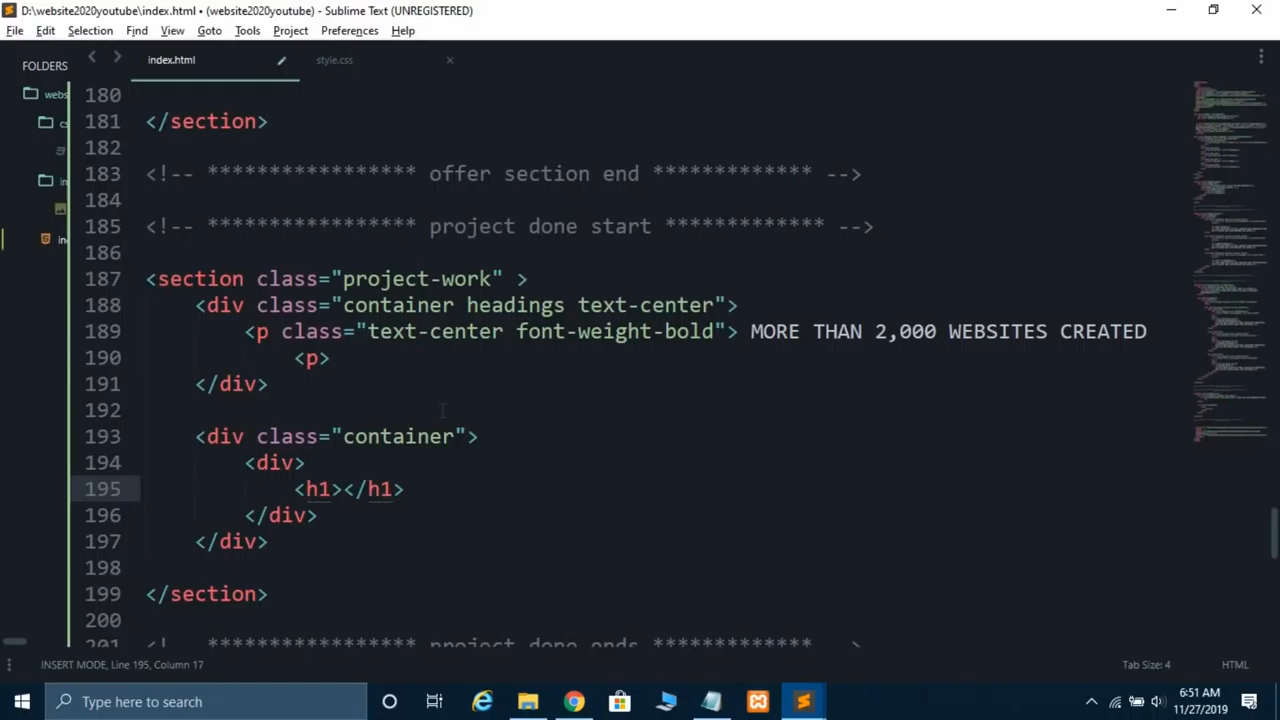 D:\website2020youtube\index.html • (website2020youtube) - Sublime Text (UNREGISTERED)
File Edit Selection Find View Goto Tools Project Preferences Help
FOLDERS
index.html
style.css
webs
180
181 </section>
182
183 <!-- ***************** offer section end ************* -->
184
185 <!-- ***************** project done start ************* -->
186
187 <section class="project-work" >
188 <div class="container headings text-center">
189 <p class="text-center font-weight-bold"> MORE THAN 2,000 WEBSITES CREATED
190 <p>
191 </div>
192
193 <div class="container">
194 <div>
195 <h1></h1>
196 </div>
197 </div>
198
199 </section>
200
201 <! ***************** project done ends ************* >
INSERT MODE, Line 195, Column 17
Tab Size: 4
HTML
Type here to search
6:51 AM
11/27/2019